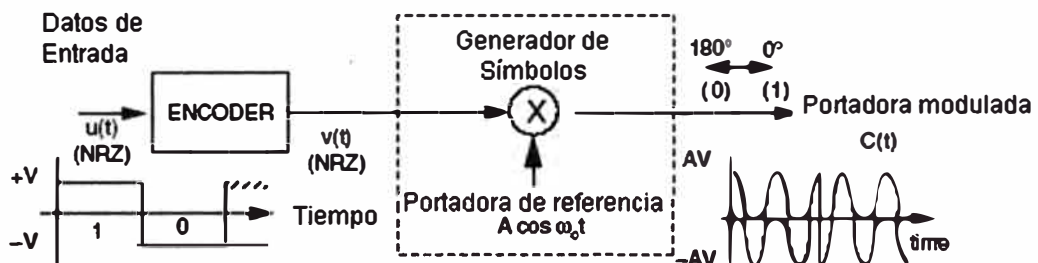 Datos de
Entrada
u(t)
(NRZ)
ENCODER
v(t)
(NRZ)
Generador de
Símbolos
X
Portadora de referencia
A cos ω₀t
180° 0°
(0) (1)
Portadora modulada
C(t)
+V
-V
1 0
Tiempo
AV
-AV
time